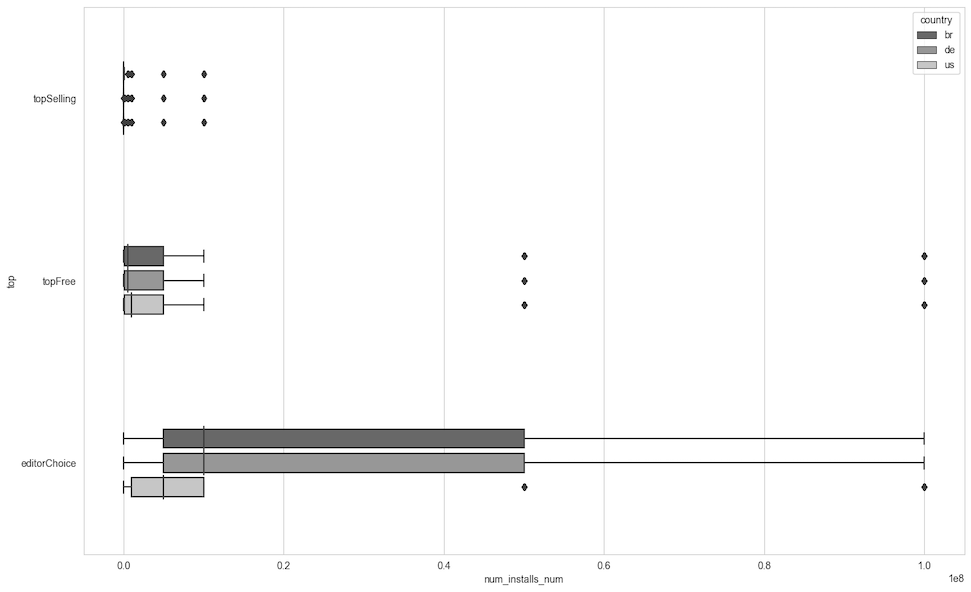 country
br
de
us
topSelling
topFree
editorChoice
top
0.0 0.2 0.4 0.6 0.8 1.0
num_installs_num
1e8